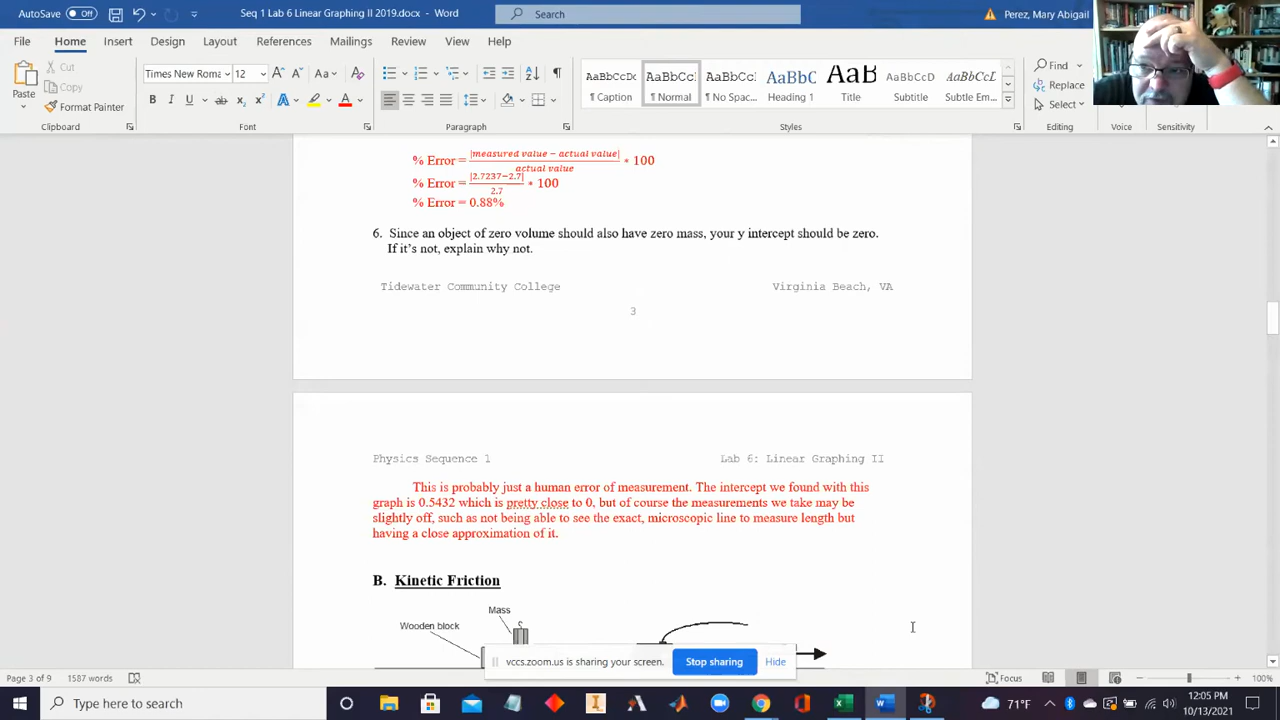 AutoSave Off
Seq 1 Lab 6 Linear Graphing II 2019.docx
Search
Perez, Mary Abigail
File Home Insert Design Layout References Mailings Review View Help
Paste
Cut
Copy
Format Painter
Clipboard
Times New Roma 12
Font
Paragraph
AaBbCcDc AaBbCc AaBbCc AaBbC AaB AaBbCcD AaBbCcD
¶ Caption ¶ Normal ¶ No Spac... Heading 1 Title Subtitle Subtle Em...
Styles
Find
Replace
Select
Editing
Voice
Sensitivity
% Error = |measured value − actual value| / actual value * 100
% Error = |2.7237−2.7| / 2.7 * 100
% Error = 0.88%
6. Since an object of zero volume should also have zero mass, your y intercept should be zero.
If it's not, explain why not.
Tidewater Community College Virginia Beach, VA
3
Physics Sequence 1 Lab 6: Linear Graphing II
This is probably just a human error of measurement. The intercept we found with this
graph is 0.5432 which is pretty close to 0, but of course the measurements we take may be
slightly off, such as not being able to see the exact, microscopic line to measure length but
having a close approximation of it.
B. Kinetic Friction
Mass
Wooden block
vccs.zoom.us is sharing your screen. Stop sharing Hide
Page 3 of 9 1587 words Focus 100%
Type here to search
71°F
12:05 PM
10/13/2021